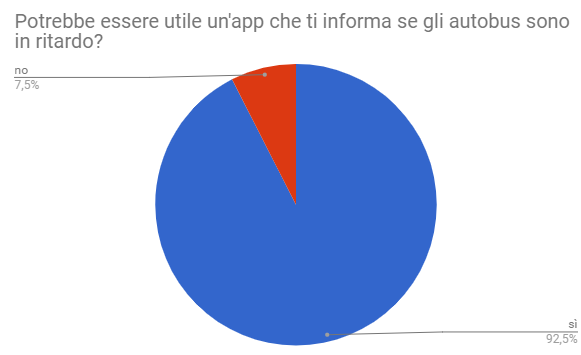 Potrebbe essere utile un'app che ti informa se gli autobus sono
in ritardo?
no
7,5%
sì
92,5%